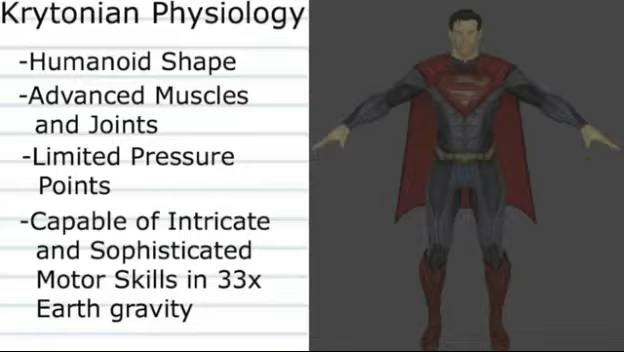 Krytonian Physiology
-Humanoid Shape
-Advanced Muscles
and Joints
-Limited Pressure
Points
-Capable of Intricate
and Sophisticated
Motor Skills in 33x
Earth gravity